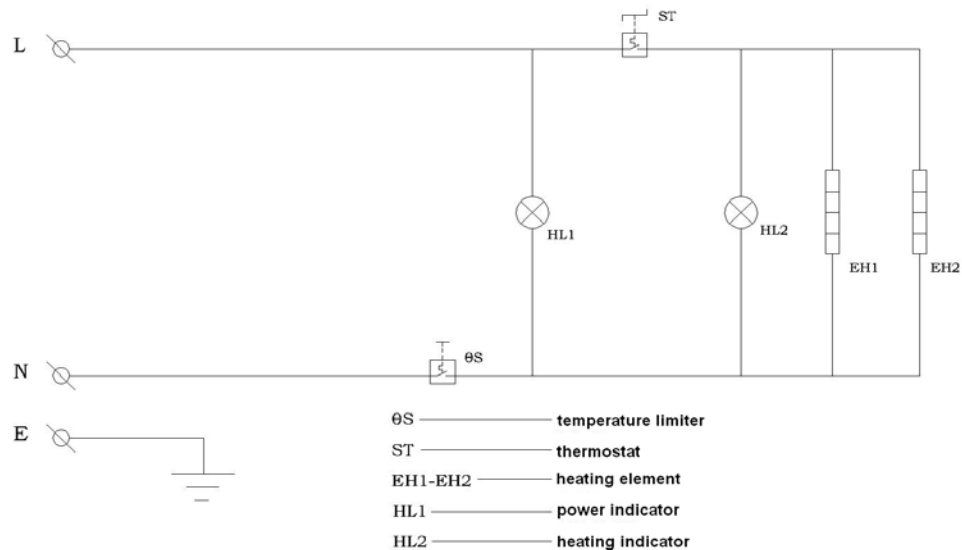 ST
L
HL1
HL2
EH1
EH2
N
θS
E
θS temperature limiter
ST thermostat
EH1-EH2 heating element
HL1 power indicator
HL2 heating indicator